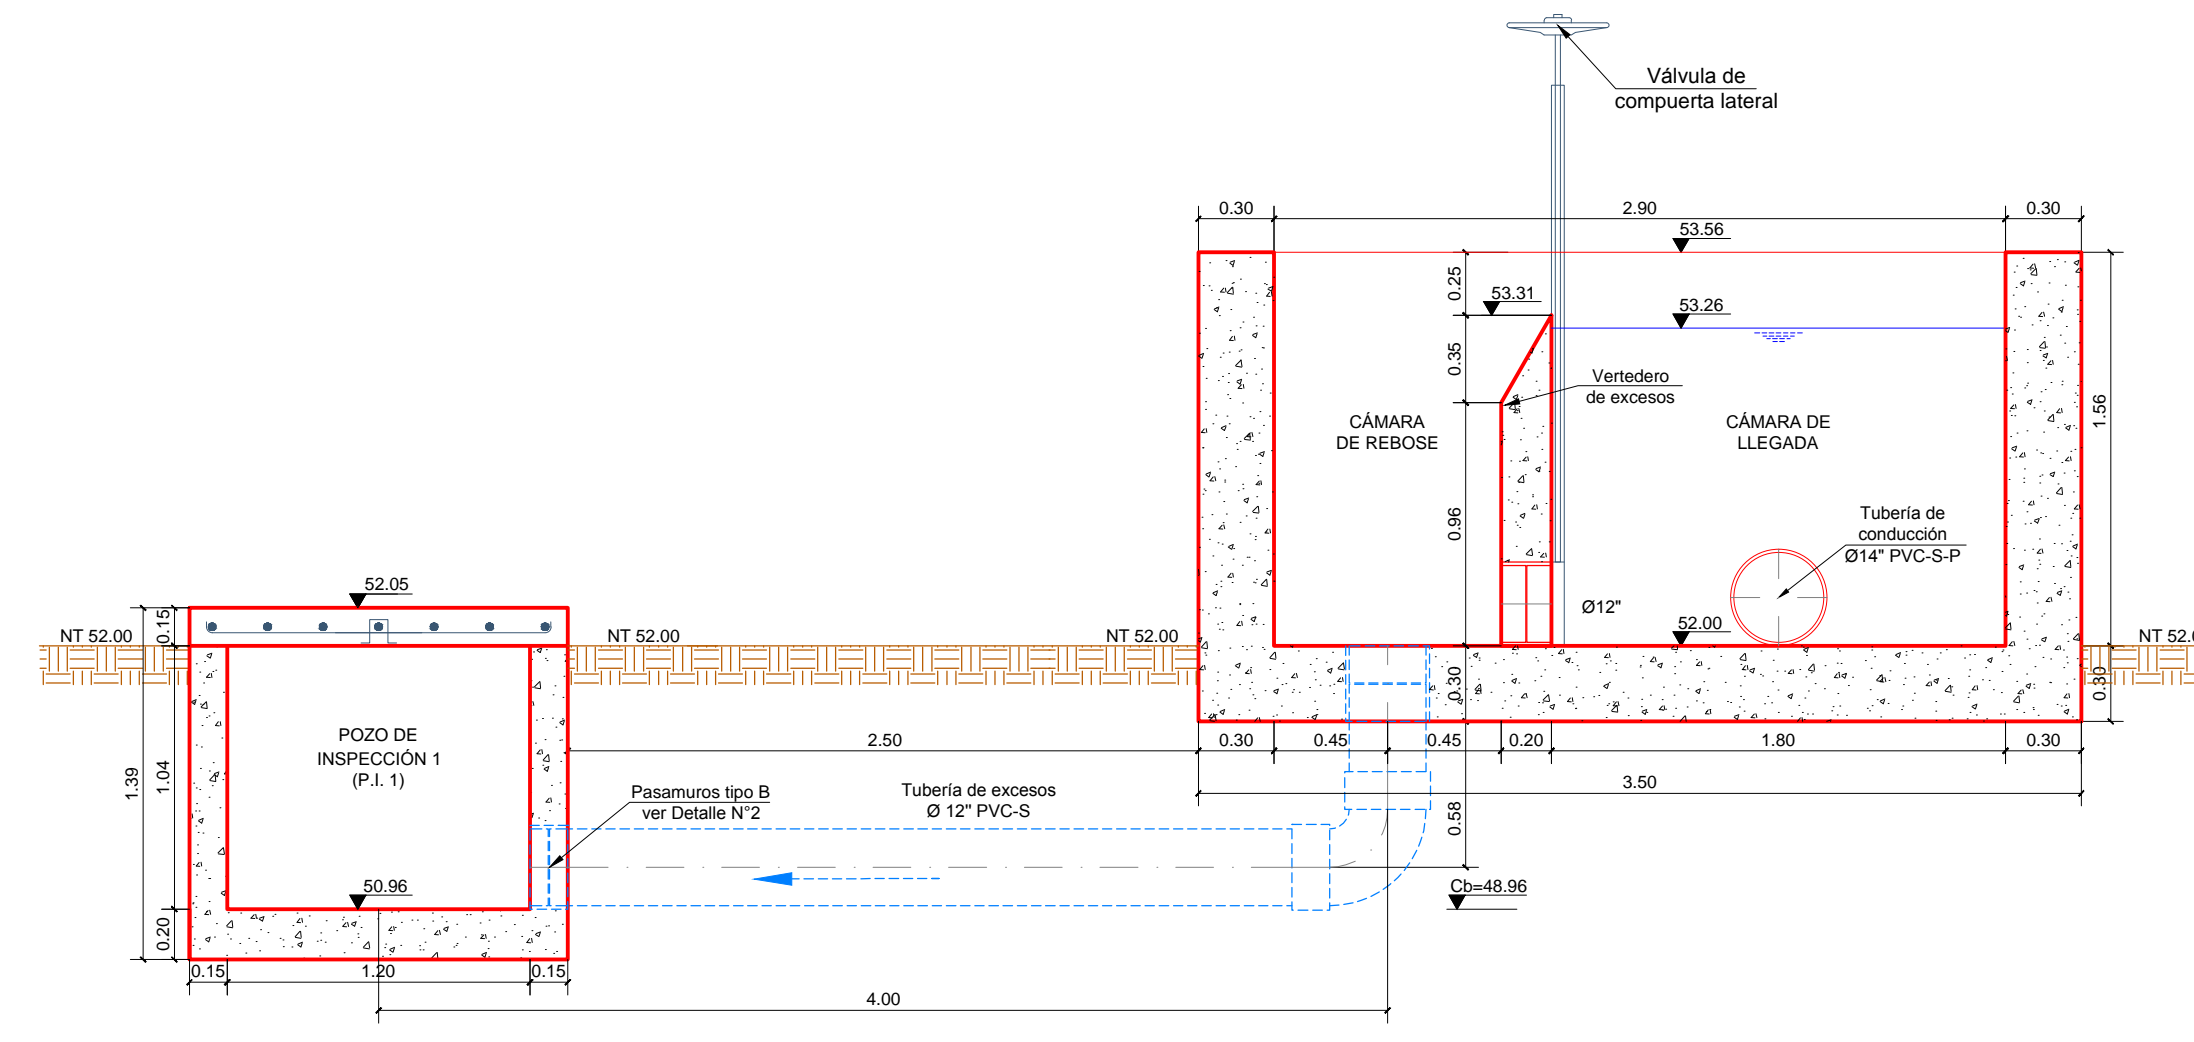 Válvula de
compuerta lateral
0.30
2.90
0.30
53.56
0.25
53.31
53.26
0.35
Vertedero
de excesos
CÁMARA
DE REBOSE
CÁMARA DE
LLEGADA
1.56
0.96
Tubería de
conducción
Ø14" PVC-S-P
Ø12"
52.00
52.05
0.15
NT 52.00
NT 52.00
NT 52.00
NT 52.0
0.30
0.30
POZO DE
INSPECCIÓN 1
(P.I. 1)
1.39
1.04
2.50
0.30
0.45
0.45
0.20
1.80
0.30
3.50
Pasamuros tipo B
ver Detalle N°2
Tubería de excesos
Ø 12" PVC-S
0.58
50.96
Cb=48.96
0.20
0.15
1.20
0.15
4.00